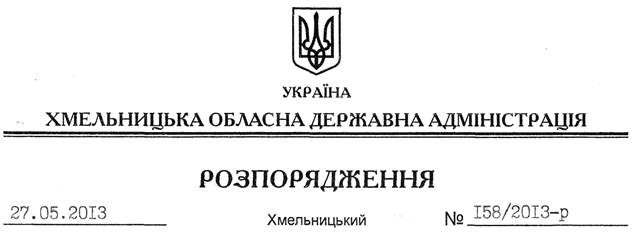 УКРАЇНА
ХМЕЛЬНИЦЬКА ОБЛАСНА ДЕРЖАВНА АДМІНІСТРАЦІЯ
РОЗПОРЯДЖЕННЯ
27.05.2013 Хмельницький № 158/2013-р